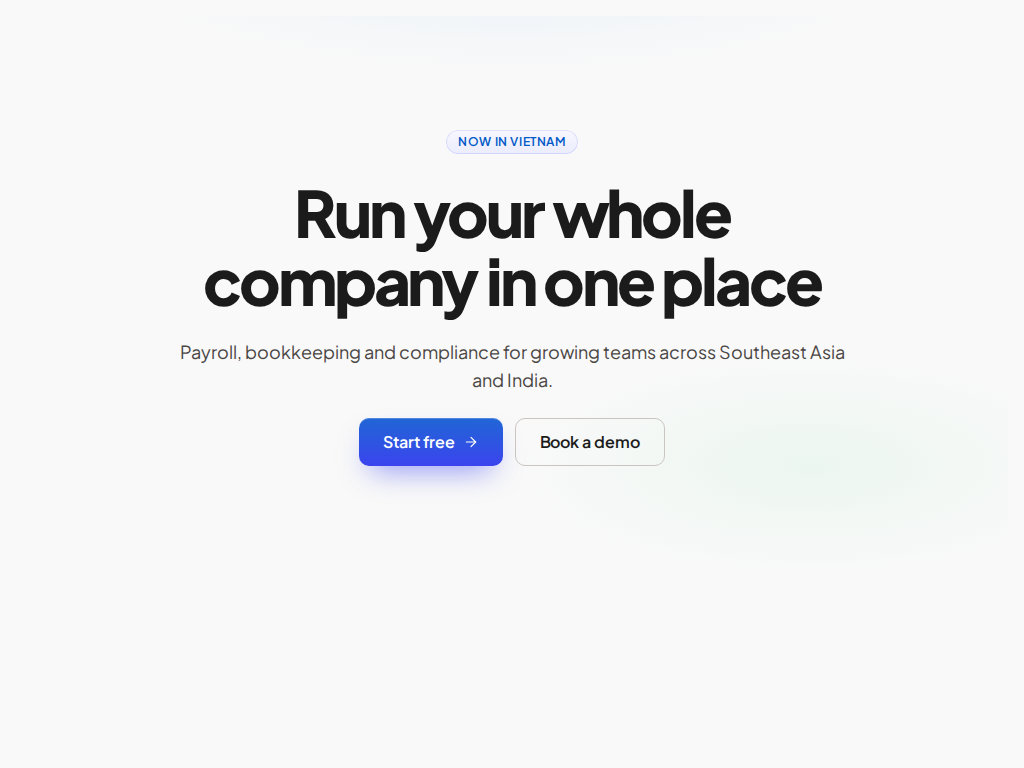 NOW IN VIETNAM
Run your whole
company in one place
Payroll, bookkeeping and compliance for growing teams across Southeast Asia
and India.
Start free →
Book a demo